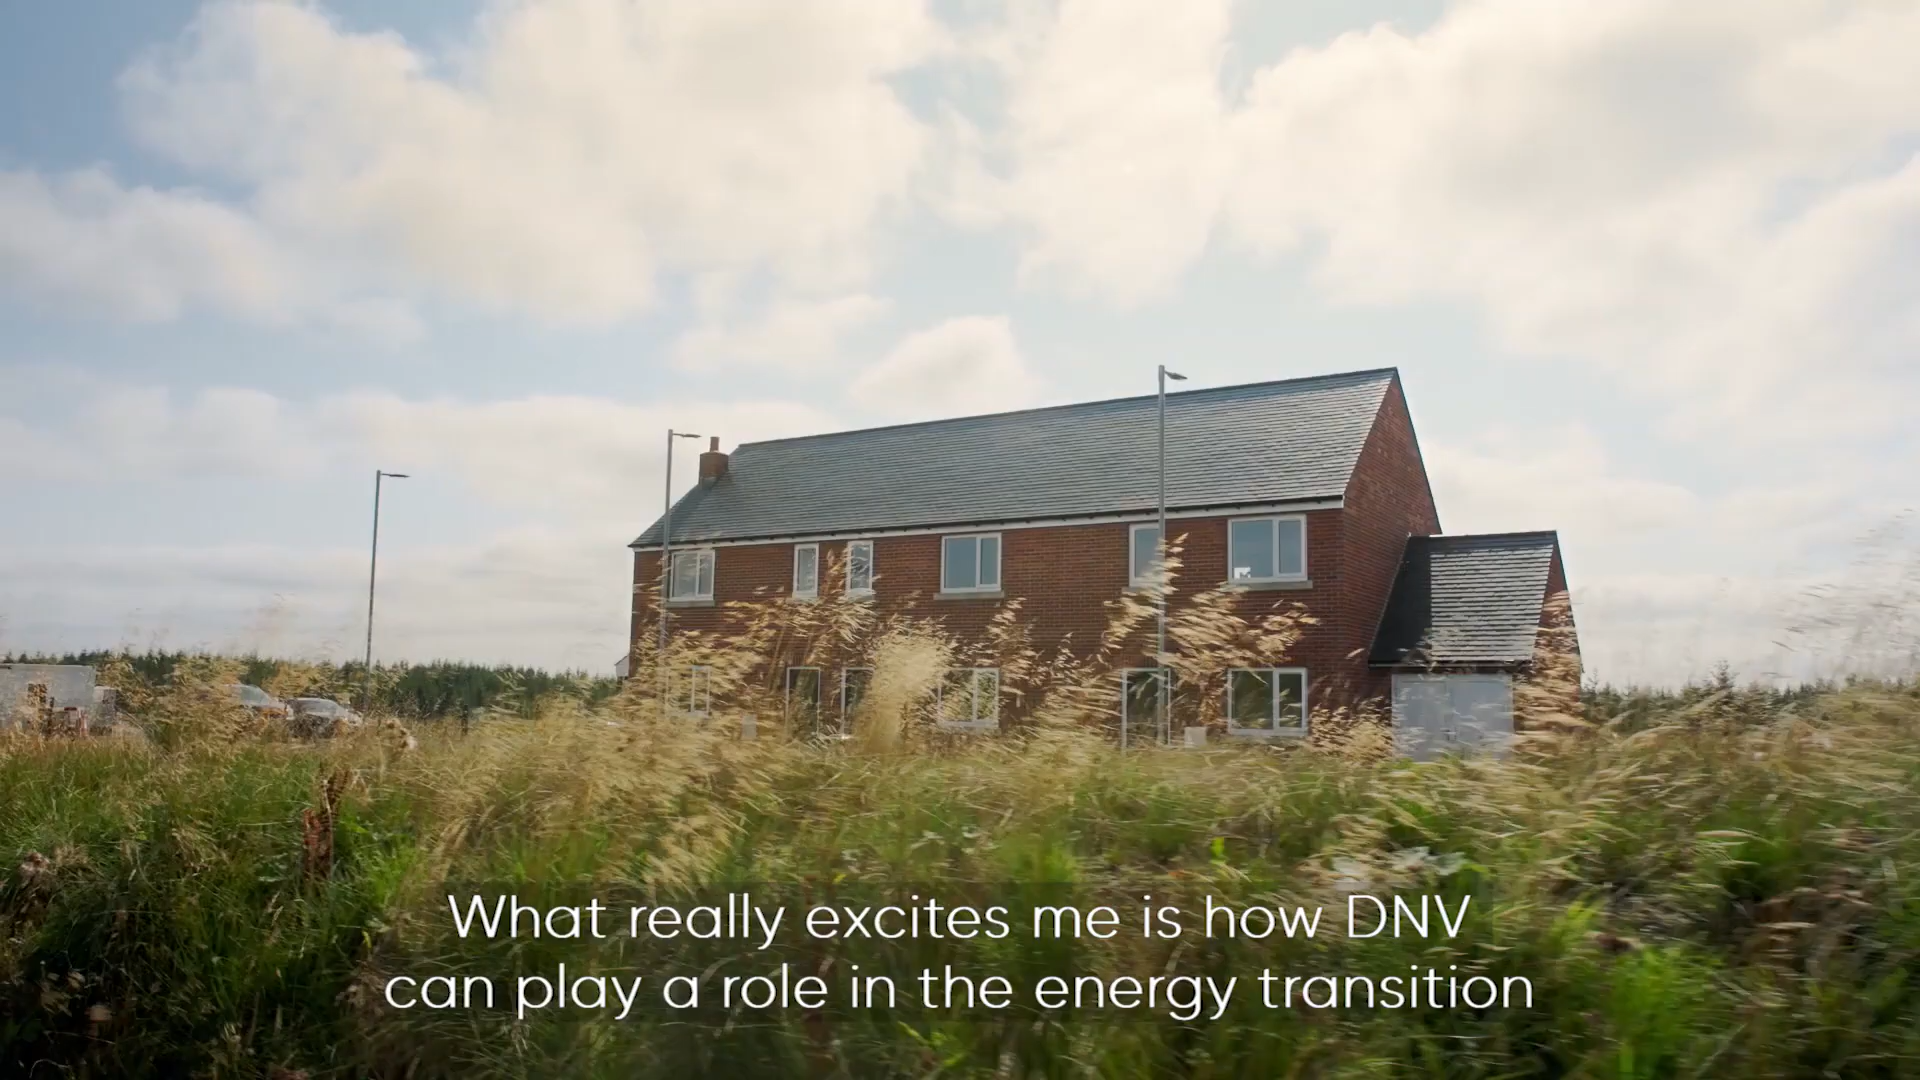 What really excites me is how DNV
can play a role in the energy transition